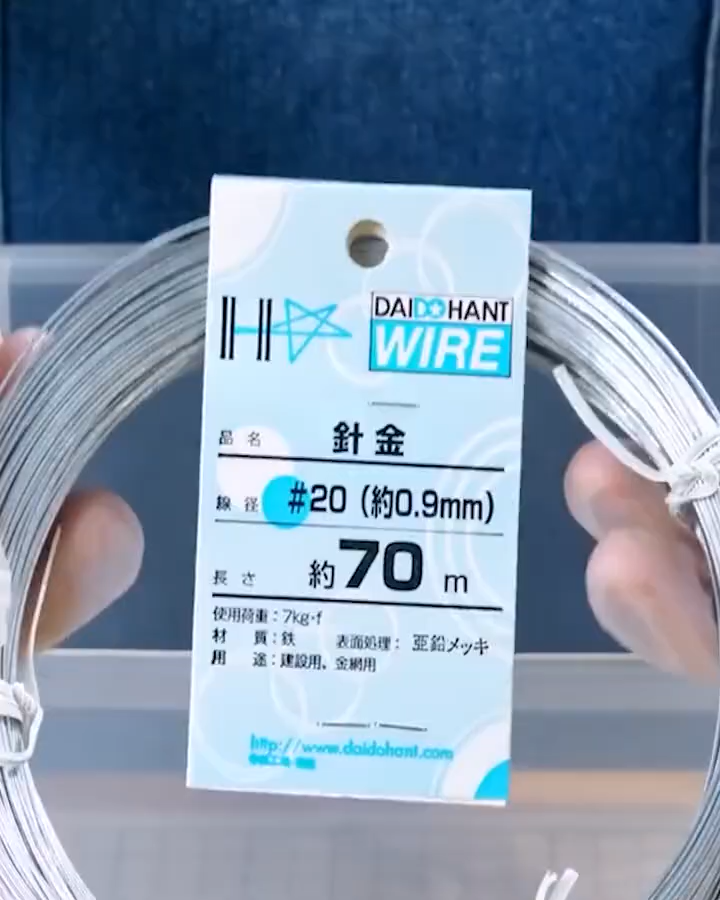 H☆
DAIDOHANT
WIRE
品名 針金
線径 #20 (約0.9mm)
長さ 約70m
使用荷重：7kg·f
材 質：鉄 表面処理： 亜鉛メッキ
用 途：建設用、金網用
http://www.daidohant.com